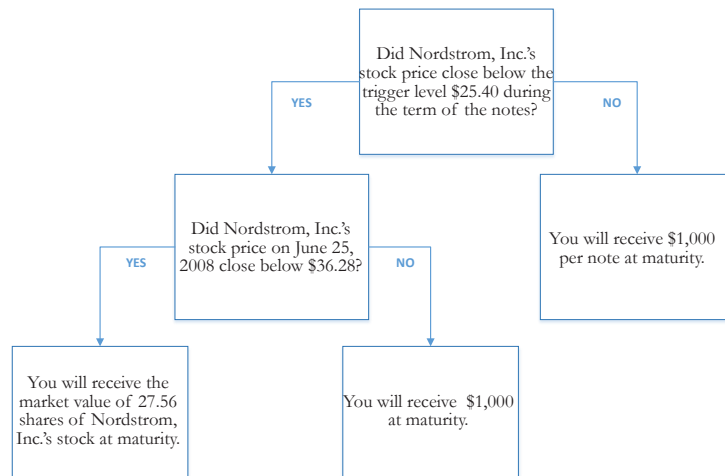 Did Nordstrom, Inc.'s
stock price close below the
trigger level $25.40 during
the term of the notes?
YES
NO
Did Nordstrom, Inc.'s
stock price on June 25,
2008 close below $36.28?
You will receive $1,000
per note at maturity.
YES
NO
You will receive the
market value of 27.56
shares of Nordstrom,
Inc.'s stock at maturity.
You will receive $1,000
at maturity.